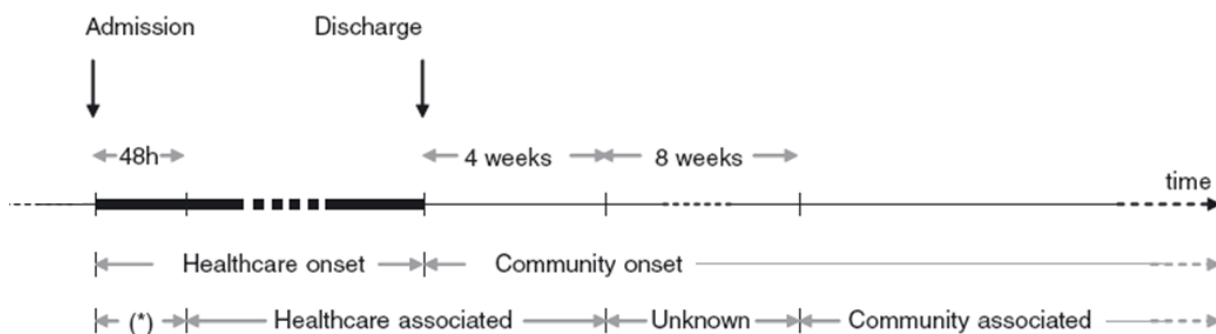 Admission Discharge
48h 4 weeks 8 weeks
time
Healthcare onset Community onset
(*) Healthcare associated Unknown Community associated